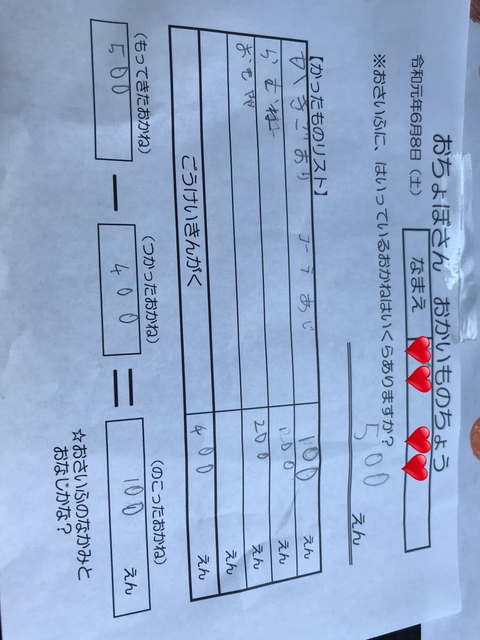 おちょぼさん おかいものちょう
令和元年6月8日（土）
なまえ
※おさいふに、はいっているおかねはいくらありますか？
500 えん
【かったものリスト】
コーラあじ 100 えん
らむね 100 えん
200 えん
えん
ごうけいきんがく 400 えん
（もってきたおかね）
（つかったおかね）
（のこったおかね）
500 － 400 ＝ 100 えん
☆おさいふのなかみと
おなじかな？